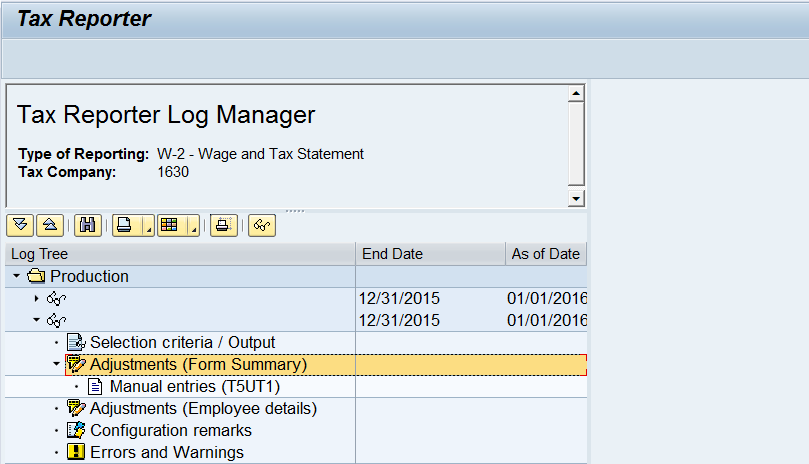 Tax Reporter
Tax Reporter Log Manager
Type of Reporting: W-2 - Wage and Tax Statement
Tax Company: 1630
Log Tree End Date As of Date
Production
12/31/2015 01/01/2016
12/31/2015 01/01/2016
Selection criteria / Output
Adjustments (Form Summary)
Manual entries (T5UT1)
Adjustments (Employee details)
Configuration remarks
Errors and Warnings